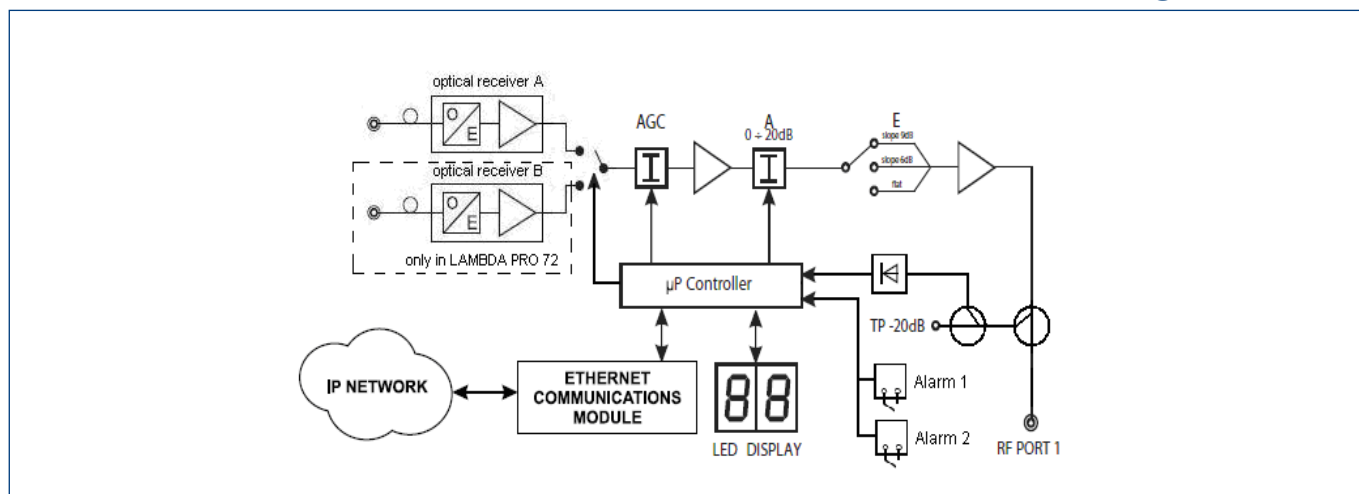 optical receiver A
O
E
optical receiver B
O
E
only in LAMBDA PRO 72
AGC
A
0 ÷ 20dB
E
slope 9dB
slope 6dB
flat
µP Controller
TP -20dB
IP NETWORK
ETHERNET
COMMUNICATIONS
MODULE
88
LED DISPLAY
Alarm 1
Alarm 2
RF PORT 1